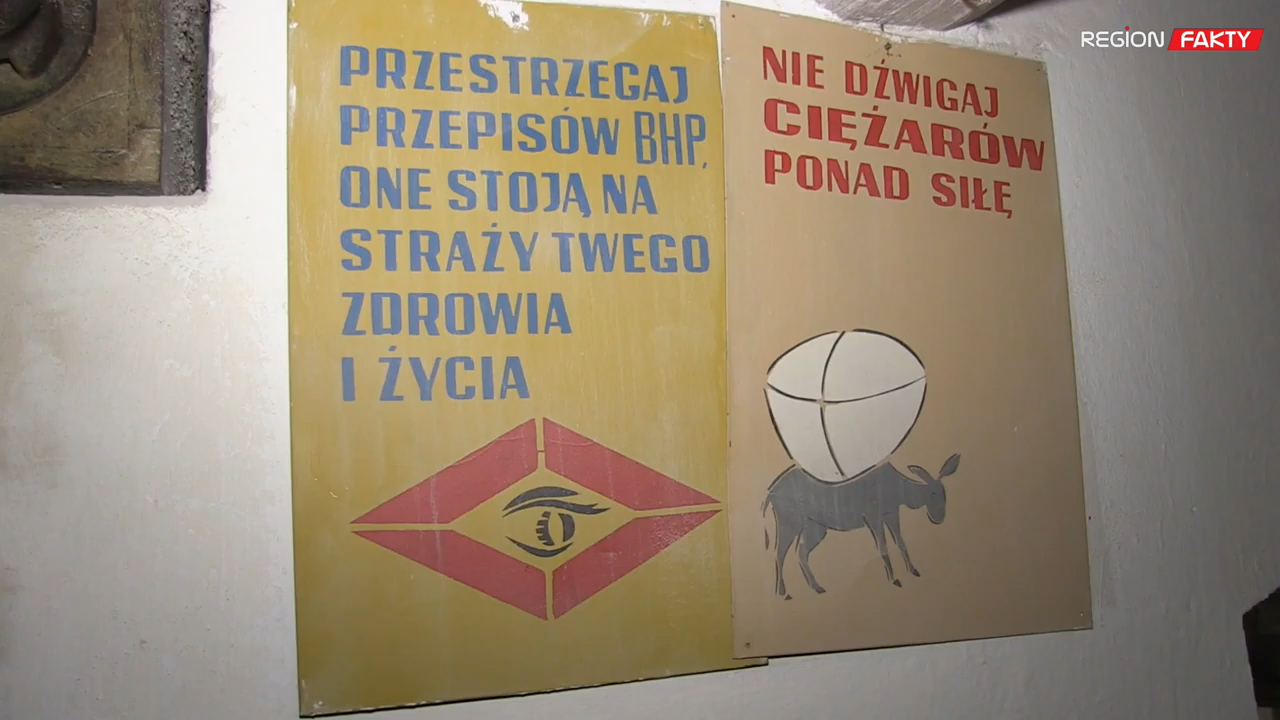 PRZESTRZEGAJ
PRZEPISÓW BHP,
ONE STOJĄ NA
STRAŻY TWEGO
ZDROWIA
I ŻYCIA
NIE DŹWIGAJ
CIĘŻARÓW
PONAD SIŁĘ
REGION FAKTY